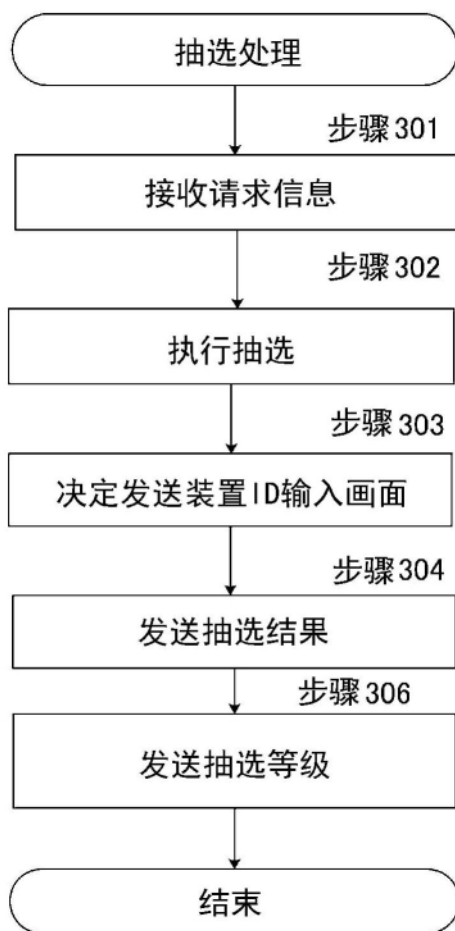 抽选处理
步骤301
接收请求信息
步骤302
执行抽选
步骤303
决定发送装置ID输入画面
步骤304
发送抽选结果
步骤306
发送抽选等级
结束